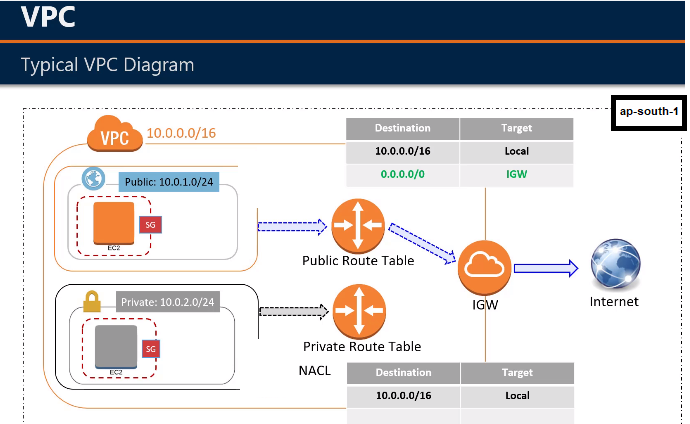 VPC
Typical VPC Diagram
ap-south-1
VPC 10.0.0.0/16
Destination Target
10.0.0.0/16 Local
0.0.0.0/0 IGW
Public: 10.0.1.0/24
SG
EC2
Public Route Table
IGW
Internet
Private: 10.0.2.0/24
SG
EC2
Private Route Table
NACL
Destination Target
10.0.0.0/16 Local